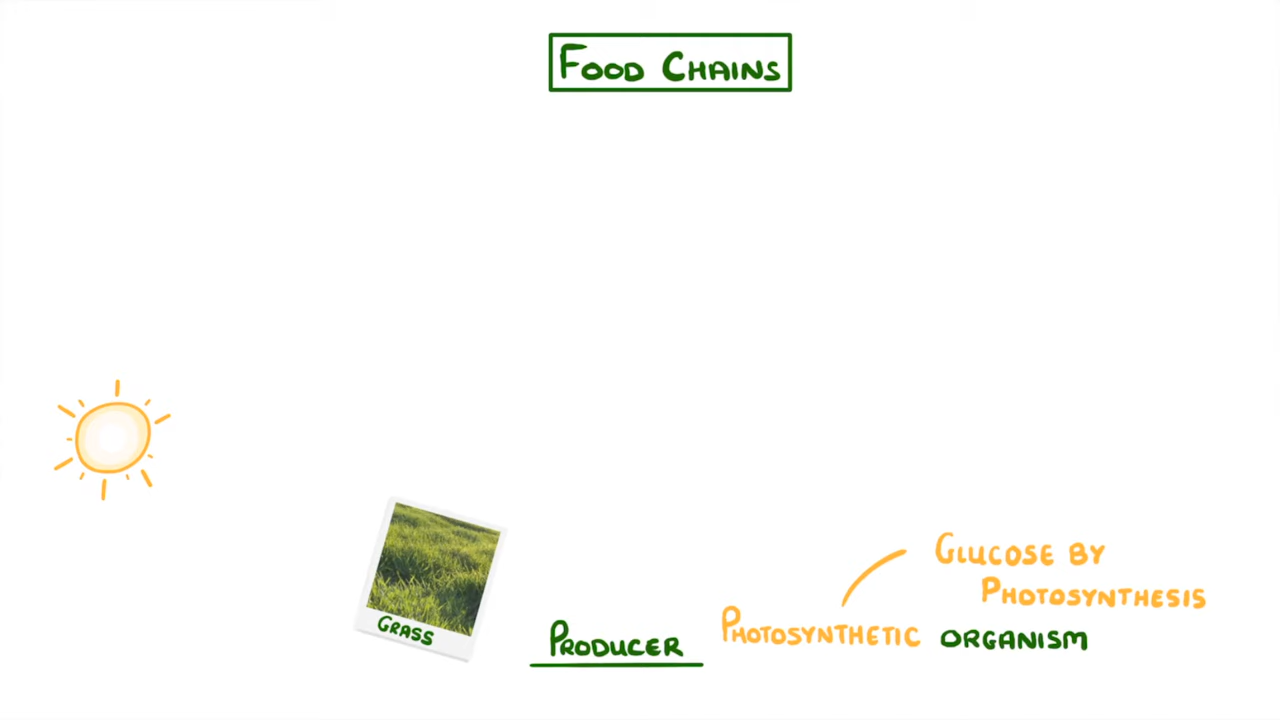 FOOD CHAINS
GLUCOSE BY
PHOTOSYNTHESIS
GRASS
PRODUCER PHOTOSYNTHETIC ORGANISM